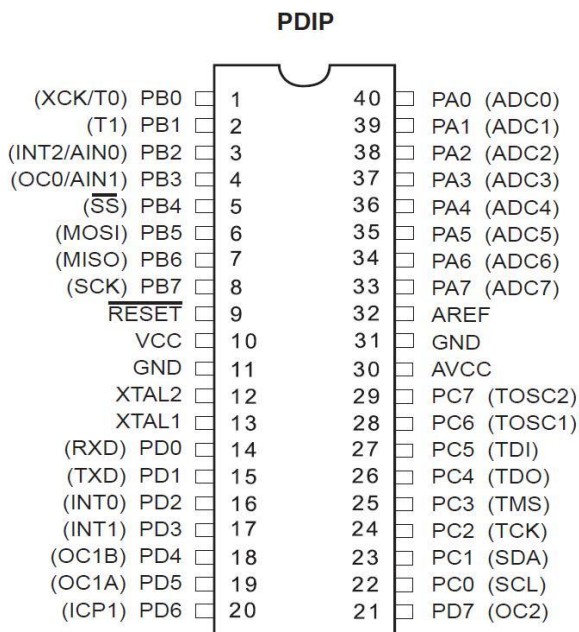 PDIP
(XCK/T0) PB0 1 40 PA0 (ADC0)
(T1) PB1 2 39 PA1 (ADC1)
(INT2/AIN0) PB2 3 38 PA2 (ADC2)
(OC0/AIN1) PB3 4 37 PA3 (ADC3)
(SS) PB4 5 36 PA4 (ADC4)
(MOSI) PB5 6 35 PA5 (ADC5)
(MISO) PB6 7 34 PA6 (ADC6)
(SCK) PB7 8 33 PA7 (ADC7)
RESET 9 32 AREF
VCC 10 31 GND
GND 11 30 AVCC
XTAL2 12 29 PC7 (TOSC2)
XTAL1 13 28 PC6 (TOSC1)
(RXD) PD0 14 27 PC5 (TDI)
(TXD) PD1 15 26 PC4 (TDO)
(INT0) PD2 16 25 PC3 (TMS)
(INT1) PD3 17 24 PC2 (TCK)
(OC1B) PD4 18 23 PC1 (SDA)
(OC1A) PD5 19 22 PC0 (SCL)
(ICP1) PD6 20 21 PD7 (OC2)